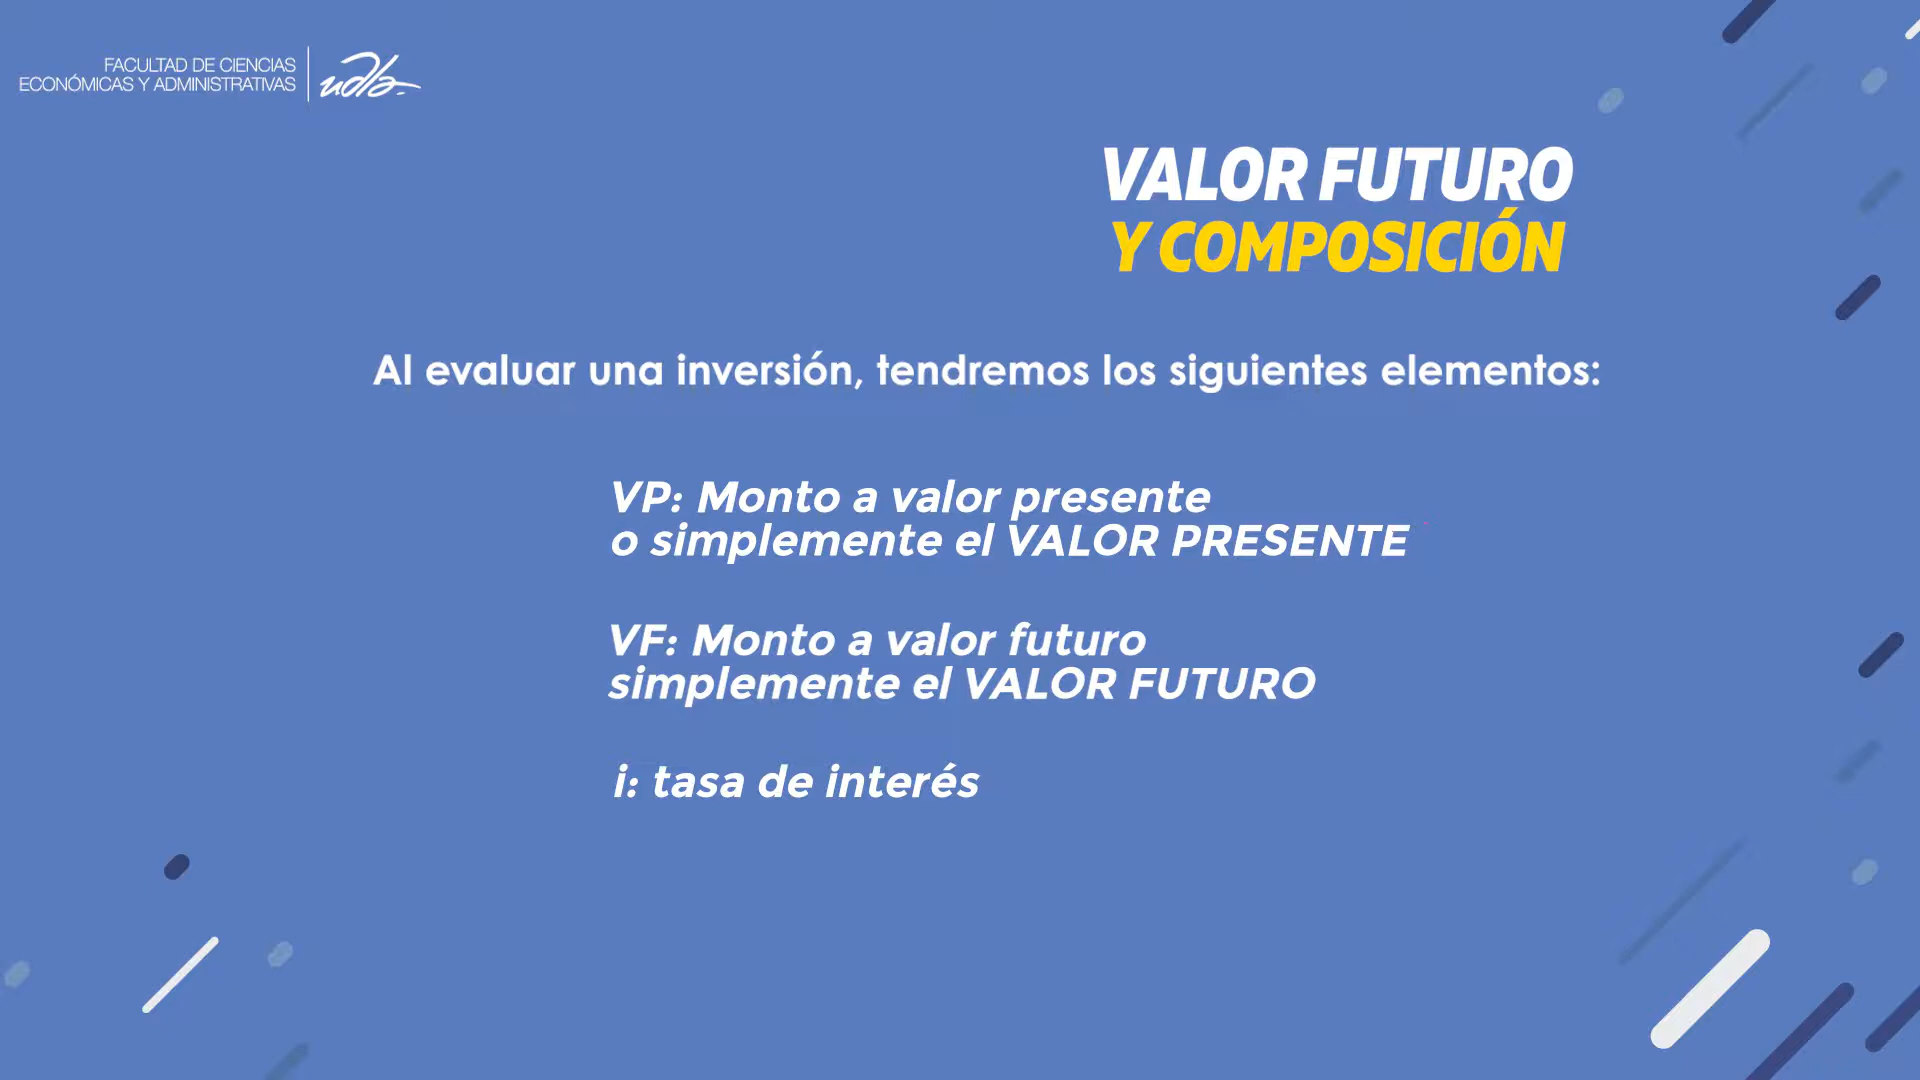 FACULTAD DE CIENCIAS
ECONÓMICAS Y ADMINISTRATIVAS
udla
VALOR FUTURO
Y COMPOSICIÓN
Al evaluar una inversión, tendremos los siguientes elementos:
VP: Monto a valor presente
o simplemente el VALOR PRESENTE
VF: Monto a valor futuro
simplemente el VALOR FUTURO
i: tasa de interés